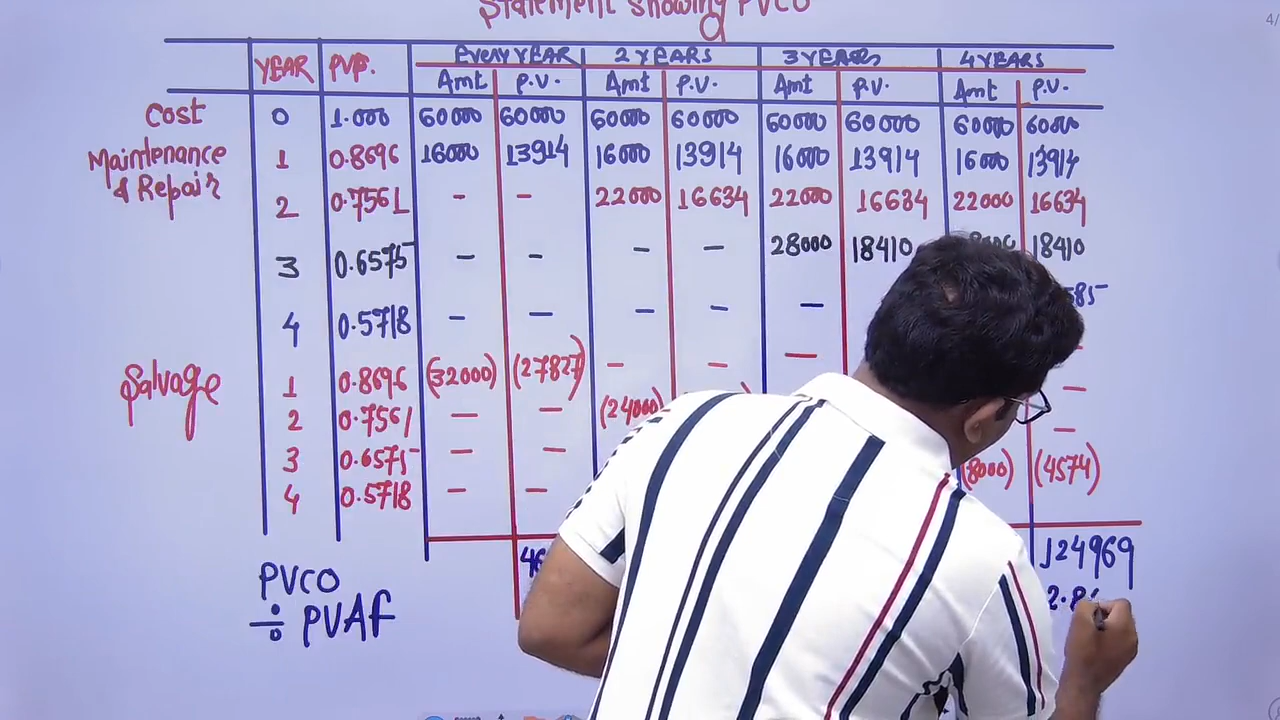 Statement Showing PVCO
4/
YEAR PVF. EVERY YEAR 2 YEARS 3 YEARS 4 YEARS
Amt P.V. Amt P.V. Amt P.V. Amt P.V.
Cost 0 1.000 60000 60000 60000 60000 60000 60000 60000 60000
Maintenance 1 0.8696 16000 13914 16000 13914 16000 13914 16000 13914
& Repair 2 0.7561 - - 22000 16634 22000 16634 22000 16634
3 0.6575 - - - - 28000 18410 18410
4 0.5718 - - - - -
Salvage 1 0.8696 (32000) (27827) - - - -
2 0.7561 - - (24000) -
3 0.6575 - -
4 0.5718 - - (8000) (4574)
124969
PVCO
÷ PVAF